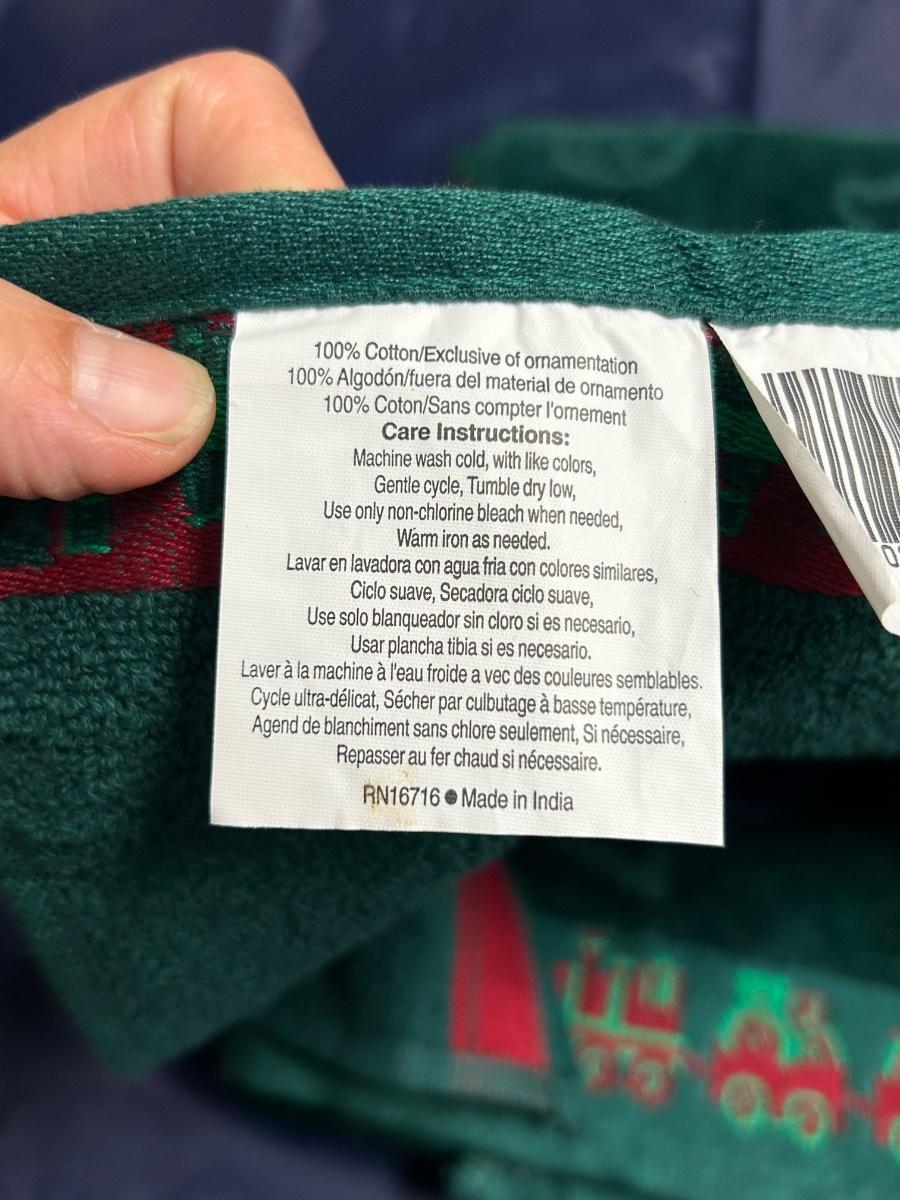 100% Cotton/Exclusive of ornamentation
100% Algodón/fuera del material de ornamento
100% Coton/Sans compter l'ornement
Care Instructions:
Machine wash cold, with like colors,
Gentle cycle, Tumble dry low,
Use only non-chlorine bleach when needed,
Warm iron as needed.
Lavar en lavadora con agua fria con colores similares,
Ciclo suave, Secadora ciclo suave,
Use solo blanqueador sin cloro si es necesario,
Usar plancha tibia si es necesario.
Laver à la machine à l'eau froide a vec des couleures semblables.
Cycle ultra-délicat, Sécher par culbutage à basse température,
Agend de blanchiment sans chlore seulement, Si nécessaire,
Repasser au fer chaud si nécessaire.
RN16716 ● Made in India